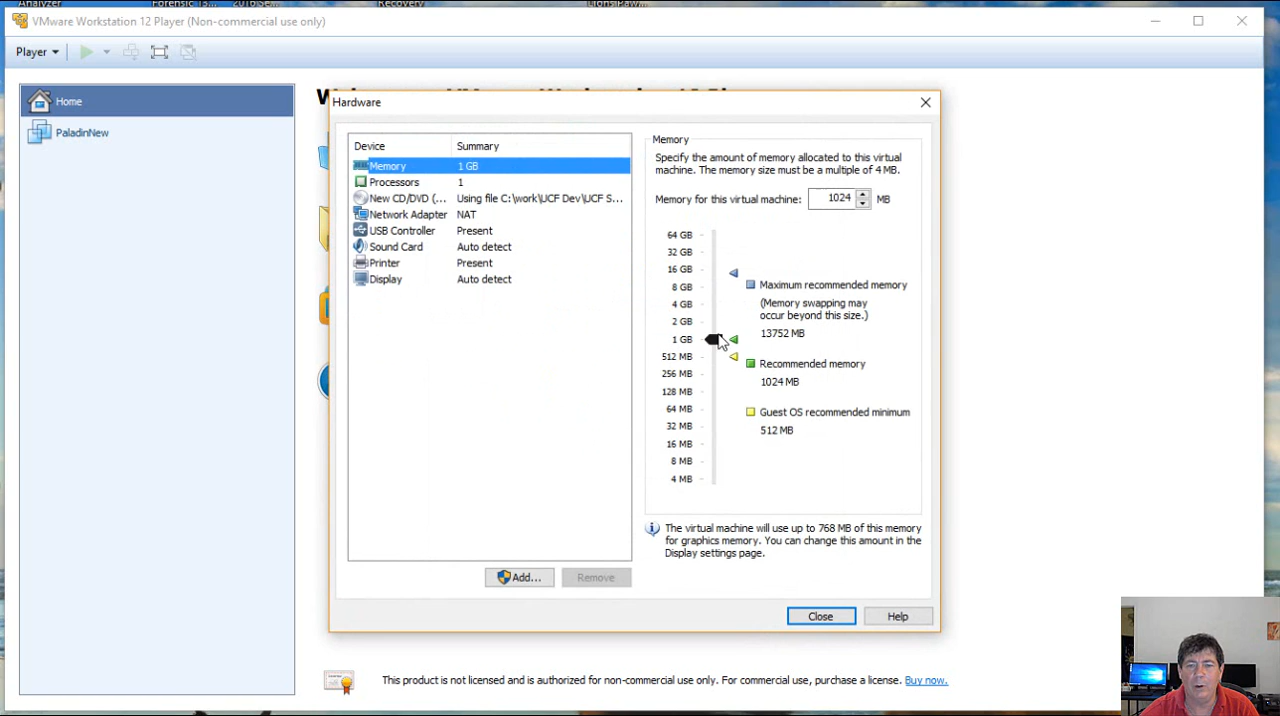 Analyzer
Forensic Ts...
2016 Se...
Recovery
Lions Paw...
VMware Workstation 12 Player (Non-commercial use only)
Player
Home
PaladinNew
Hardware
Device
Summary
Memory
1 GB
Processors
1
New CD/DVD (...
Using file C:\work\UCF Dev\UCF S...
Network Adapter
NAT
USB Controller
Present
Sound Card
Auto detect
Printer
Present
Display
Auto detect
Add...
Remove
Memory
Specify the amount of memory allocated to this virtual
machine. The memory size must be a multiple of 4 MB.
Memory for this virtual machine: 1024 MB
64 GB
32 GB
16 GB
8 GB
4 GB
2 GB
1 GB
512 MB
256 MB
128 MB
64 MB
32 MB
16 MB
8 MB
4 MB
Maximum recommended memory
(Memory swapping may
occur beyond this size.)
13752 MB
Recommended memory
1024 MB
Guest OS recommended minimum
512 MB
The virtual machine will use up to 768 MB of this memory
for graphics memory. You can change this amount in the
Display settings page.
Close
Help
This product is not licensed and is authorized for non-commercial use only. For commercial use, purchase a license. Buy now.